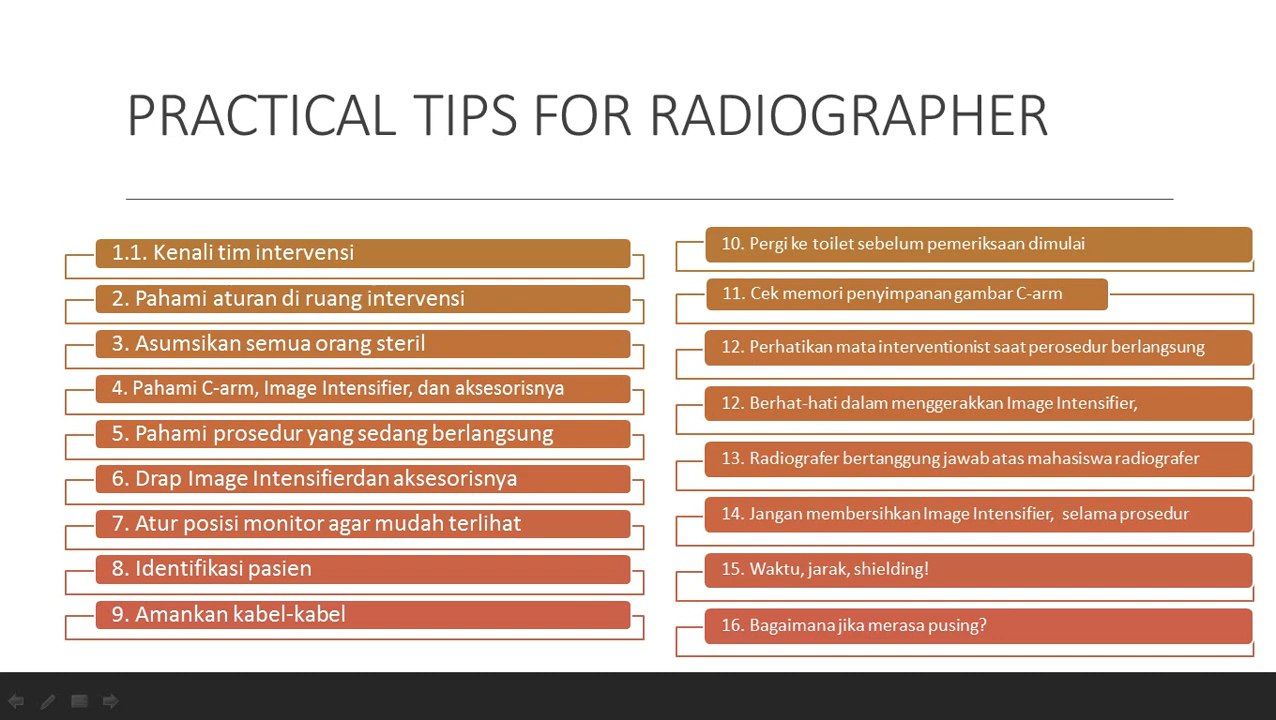 PRACTICAL TIPS FOR RADIOGRAPHER
1.1. Kenali tim intervensi
2. Pahami aturan di ruang intervensi
3. Asumsikan semua orang steril
4. Pahami C-arm, Image Intensifier, dan aksesorisnya
5. Pahami prosedur yang sedang berlangsung
6. Drap Image Intensifierdan aksesorisnya
7. Atur posisi monitor agar mudah terlihat
8. Identifikasi pasien
9. Amankan kabel-kabel
10. Pergi ke toilet sebelum pemeriksaan dimulai
11. Cek memori penyimpanan gambar C-arm
12. Perhatikan mata interventionist saat perosedur berlangsung
12. Berhat-hati dalam menggerakkan Image Intensifier,
13. Radiografer bertanggung jawab atas mahasiswa radiografer
14. Jangan membersihkan Image Intensifier, selama prosedur
15. Waktu, jarak, shielding!
16. Bagaimana jika merasa pusing?